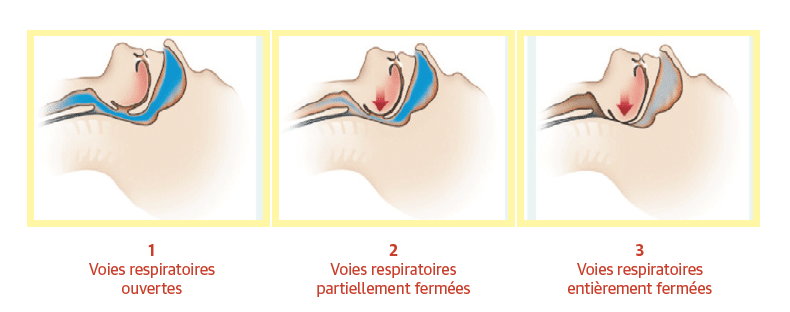 1
Voies respiratoires
ouvertes
2
Voies respiratoires
partiellement fermées
3
Voies respiratoires
entièrement fermées